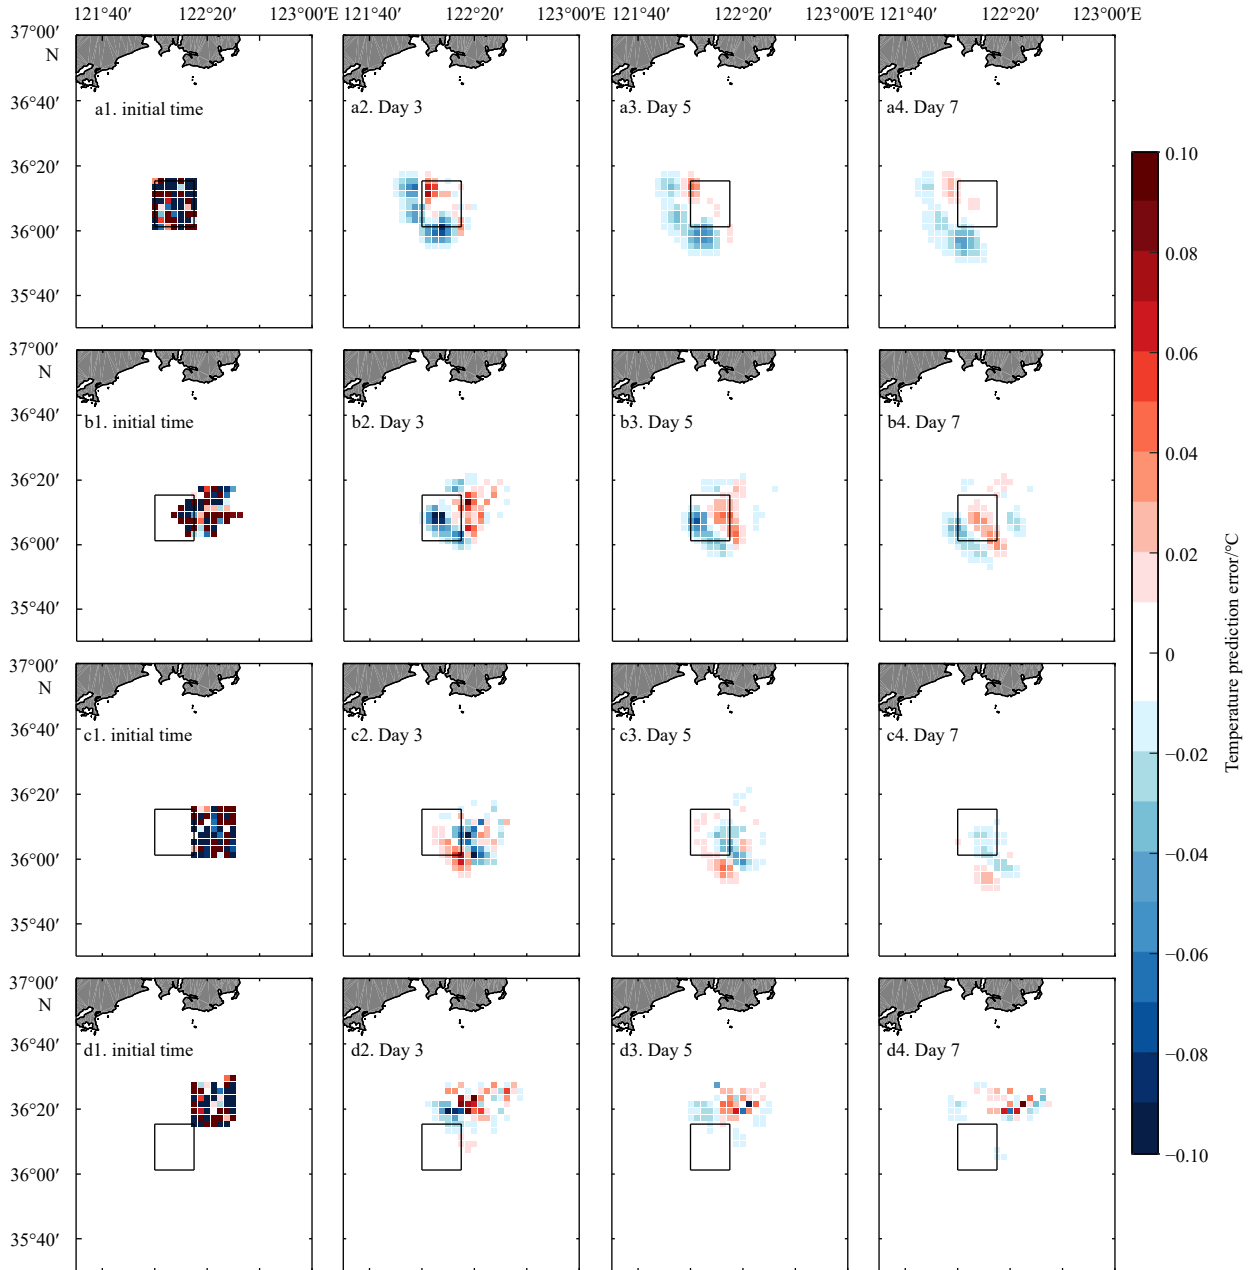 121°40′ 122°20′ 123°00′E 121°40′ 122°20′ 123°00′E 121°40′ 122°20′ 123°00′E 121°40′ 122°20′ 123°00′E
37°00′
N
36°40′
36°20′
36°00′
35°40′
a1. initial time
a2. Day 3
a3. Day 5
a4. Day 7
37°00′
N
36°40′
36°20′
36°00′
35°40′
b1. initial time
b2. Day 3
b3. Day 5
b4. Day 7
37°00′
N
36°40′
36°20′
36°00′
35°40′
c1. initial time
c2. Day 3
c3. Day 5
c4. Day 7
37°00′
N
36°40′
36°20′
36°00′
35°40′
d1. initial time
d2. Day 3
d3. Day 5
d4. Day 7
0.10
0.08
0.06
0.04
0.02
0
−0.02
−0.04
−0.06
−0.08
−0.10
Temperature prediction error/°C